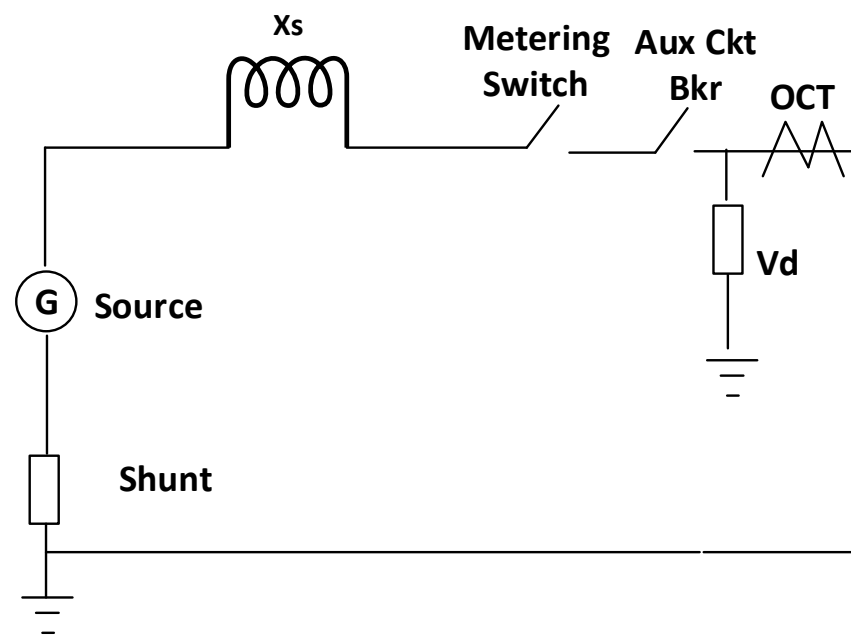 Xs
Metering
Switch
Aux Ckt
Bkr
OCT
Vd
G
Source
Shunt